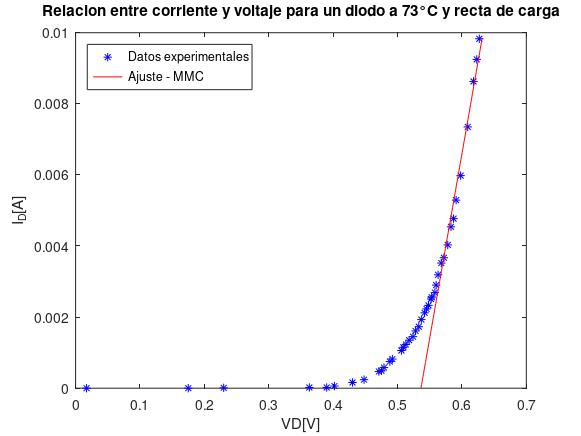 Relacion entre corriente y voltaje para un diodo a 73°C y recta de carga
Datos experimentales
Ajuste - MMC
0.01
0.008
0.006
0.004
0.002
0
I_D[A]
0 0.1 0.2 0.3 0.4 0.5 0.6 0.7
VD[V]